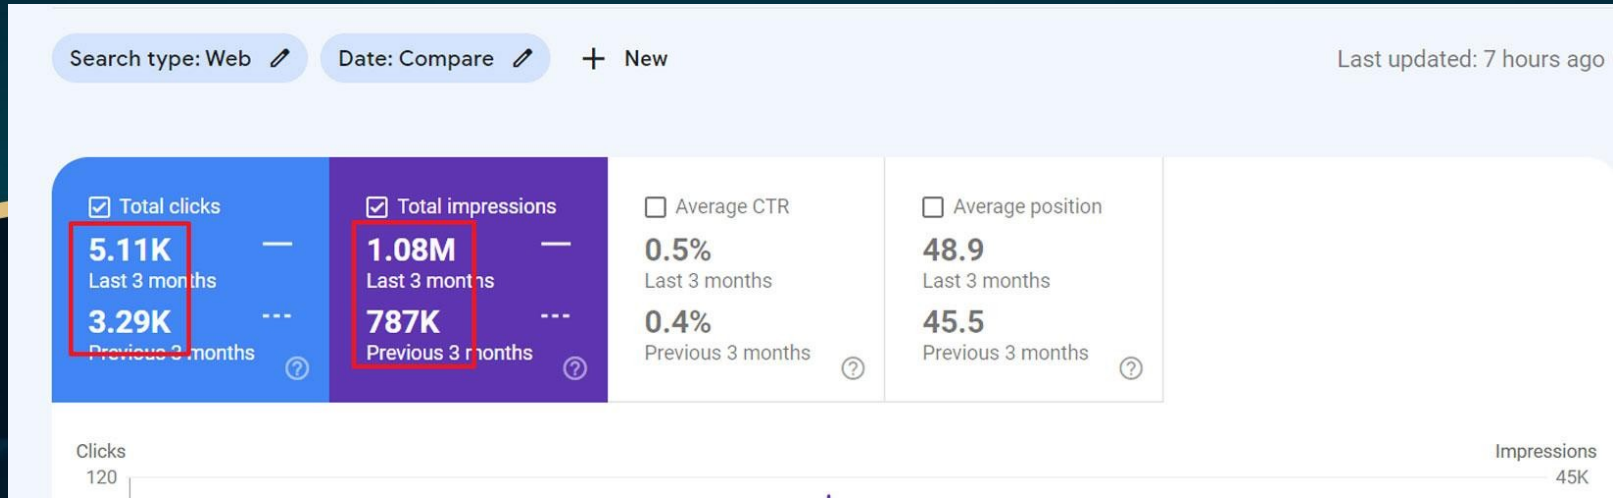 Search type: Web
Date: Compare
+ New
Last updated: 7 hours ago
Total clicks
5.11K
Last 3 months
3.29K
Previous 3 months
Total impressions
1.08M
Last 3 months
787K
Previous 3 months
Average CTR
0.5%
Last 3 months
0.4%
Previous 3 months
Average position
48.9
Last 3 months
45.5
Previous 3 months
Clicks
120
Impressions
45K